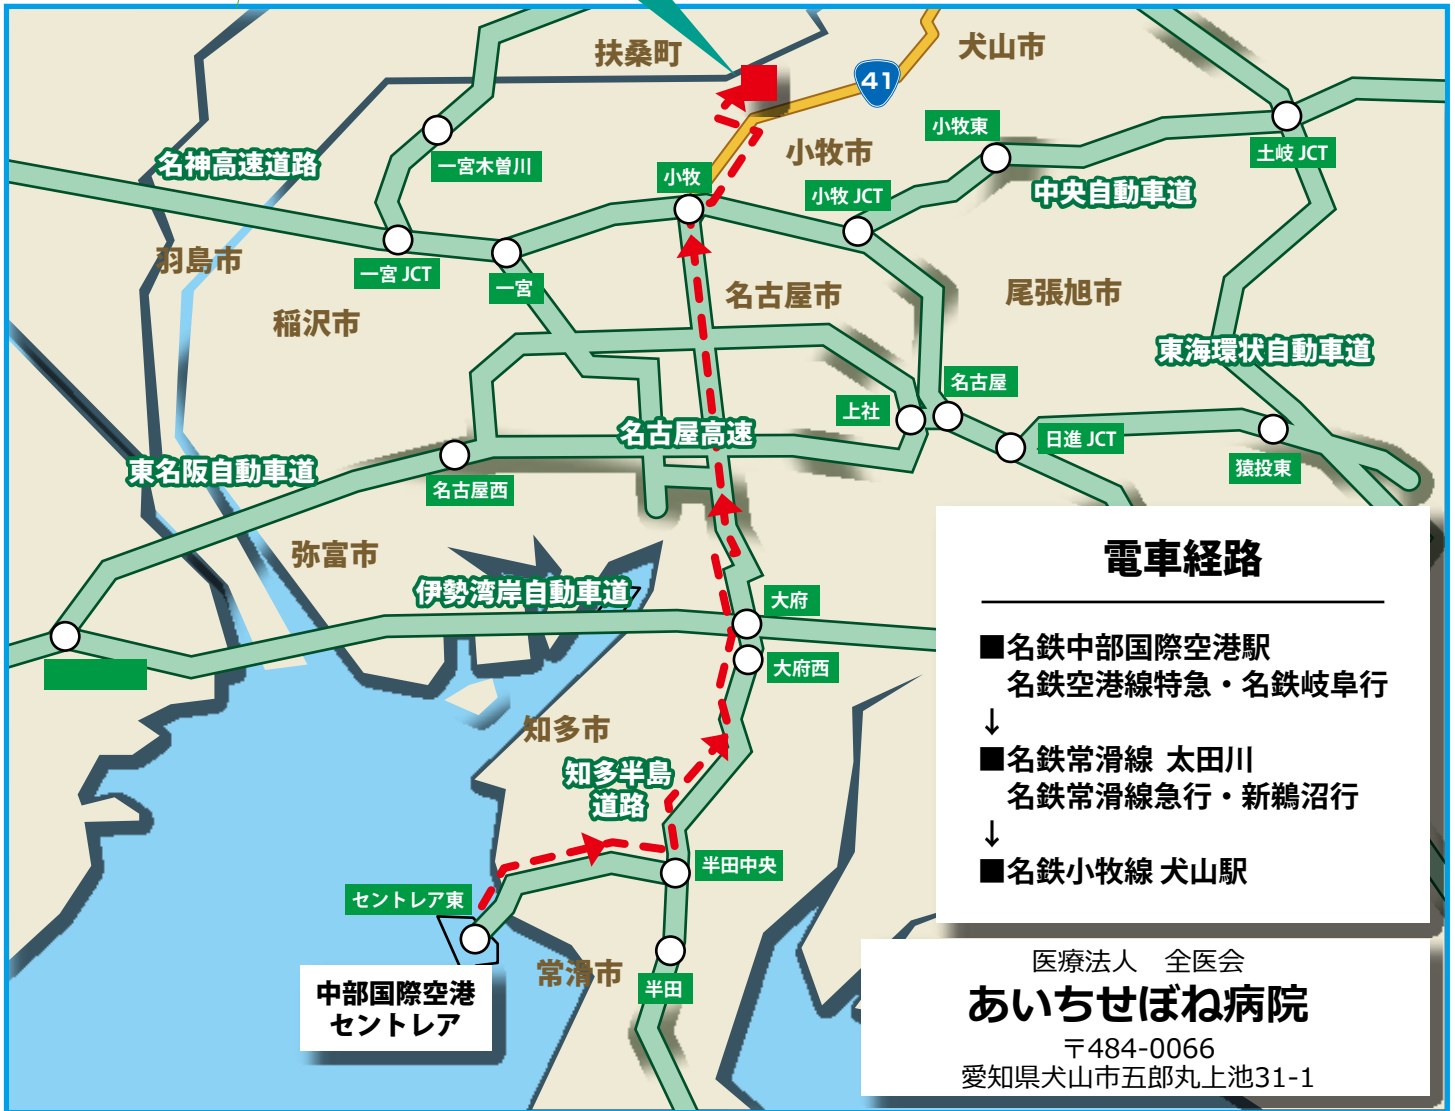 扶桑町
犬山市
41
小牧東
一宮木曽川
小牧市
土岐 JCT
名神高速道路
小牧
小牧 JCT
中央自動車道
羽島市
一宮 JCT
一宮
名古屋市
尾張旭市
稲沢市
東海環状自動車道
名古屋
上社
名古屋高速
日進 JCT
東名阪自動車道
名古屋西
猿投東
弥富市
伊勢湾岸自動車道
大府
大府西
知多市
知多半島
道路
半田中央
セントレア東
常滑市
半田
中部国際空港
セントレア
電車経路
■名鉄中部国際空港駅
名鉄空港線特急・名鉄岐阜行
↓
■名鉄常滑線 太田川
名鉄常滑線急行・新鵜沼行
↓
■名鉄小牧線 犬山駅
医療法人　全医会
あいちせぼね病院
〒484-0066
愛知県犬山市五郎丸上池31-1